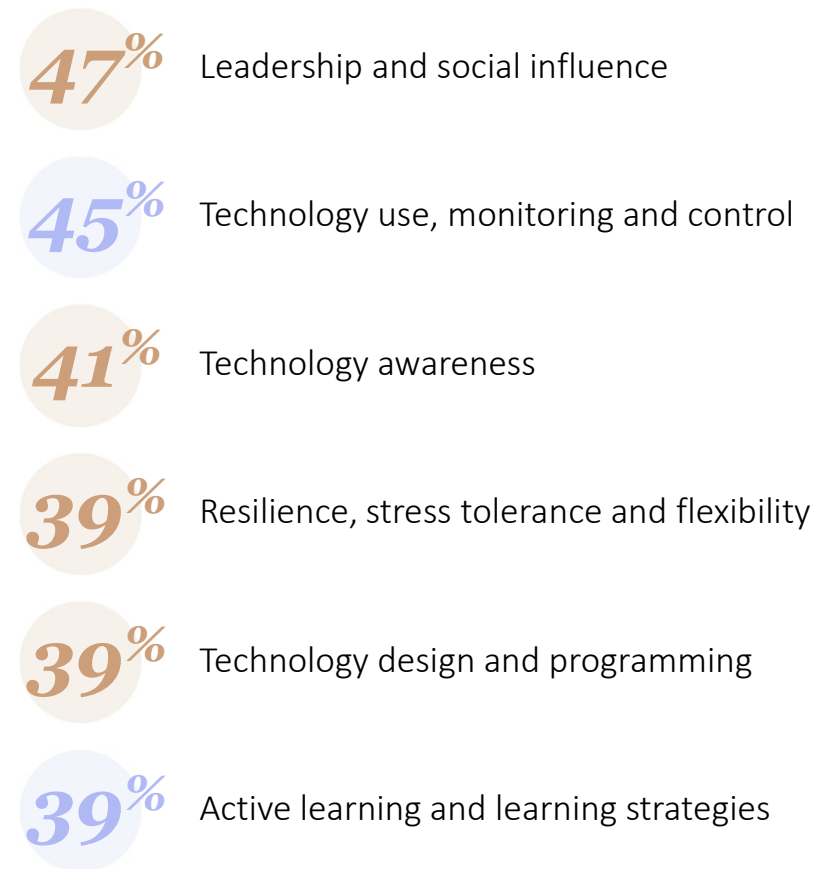 47% Leadership and social influence
45% Technology use, monitoring and control
41% Technology awareness
39% Resilience, stress tolerance and flexibility
39% Technology design and programming
39% Active learning and learning strategies